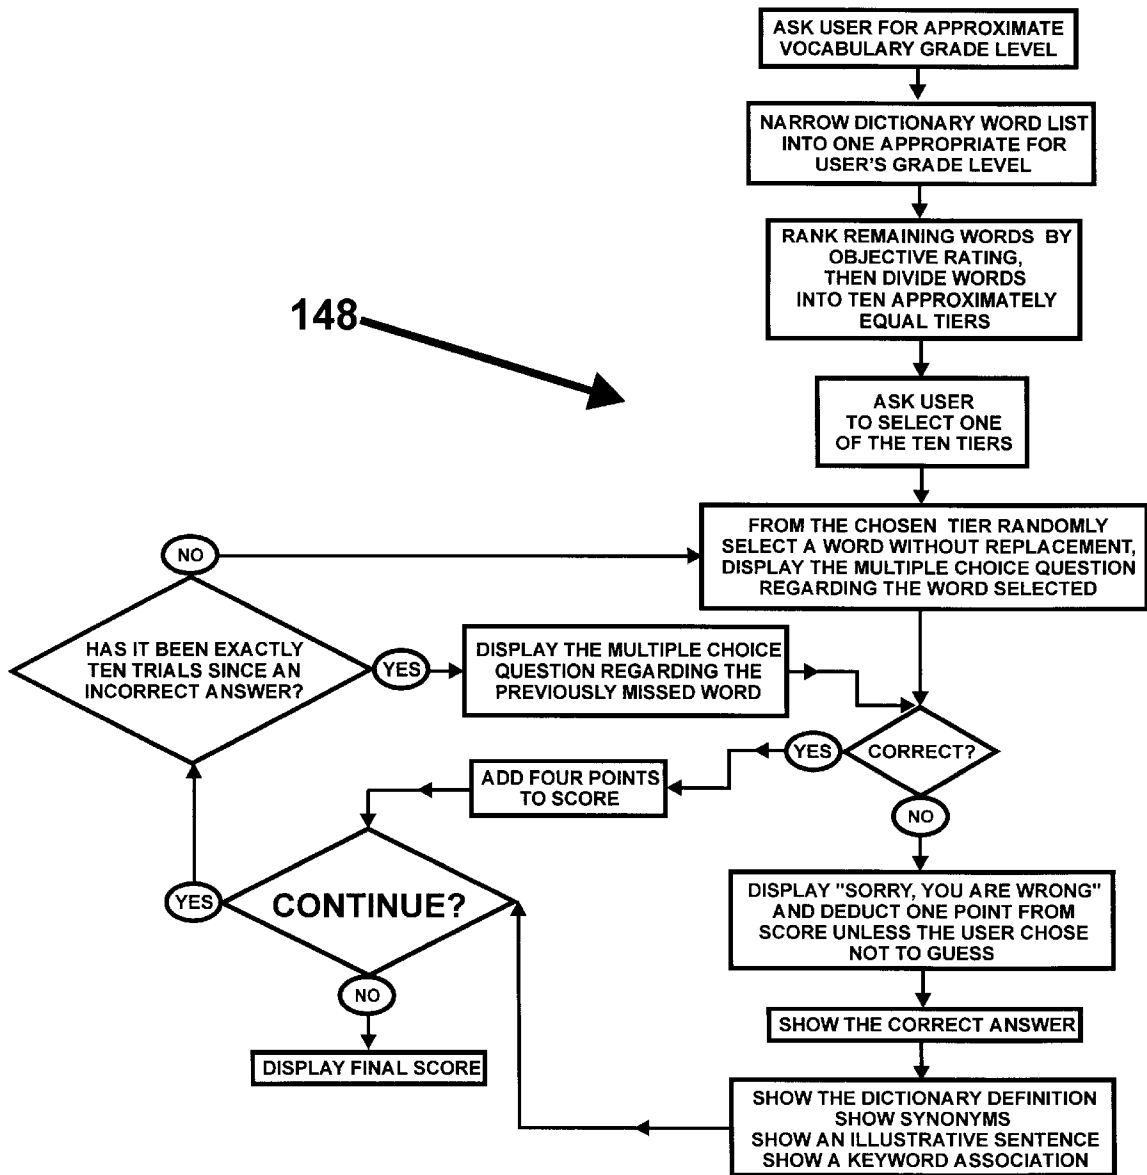 ASK USER FOR APPROXIMATE
VOCABULARY GRADE LEVEL
NARROW DICTIONARY WORD LIST
INTO ONE APPROPRIATE FOR
USER'S GRADE LEVEL
RANK REMAINING WORDS BY
OBJECTIVE RATING,
THEN DIVIDE WORDS
INTO TEN APPROXIMATELY
EQUAL TIERS
148
ASK USER
TO SELECT ONE
OF THE TEN TIERS
FROM THE CHOSEN TIER RANDOMLY
SELECT A WORD WITHOUT REPLACEMENT,
DISPLAY THE MULTIPLE CHOICE QUESTION
REGARDING THE WORD SELECTED
NO
HAS IT BEEN EXACTLY
TEN TRIALS SINCE AN
INCORRECT ANSWER?
YES
DISPLAY THE MULTIPLE CHOICE
QUESTION REGARDING THE
PREVIOUSLY MISSED WORD
CORRECT?
YES
ADD FOUR POINTS
TO SCORE
NO
DISPLAY "SORRY, YOU ARE WRONG"
AND DEDUCT ONE POINT FROM
SCORE UNLESS THE USER CHOSE
NOT TO GUESS
CONTINUE?
YES
NO
SHOW THE CORRECT ANSWER
DISPLAY FINAL SCORE
SHOW THE DICTIONARY DEFINITION
SHOW SYNONYMS
SHOW AN ILLUSTRATIVE SENTENCE
SHOW A KEYWORD ASSOCIATION